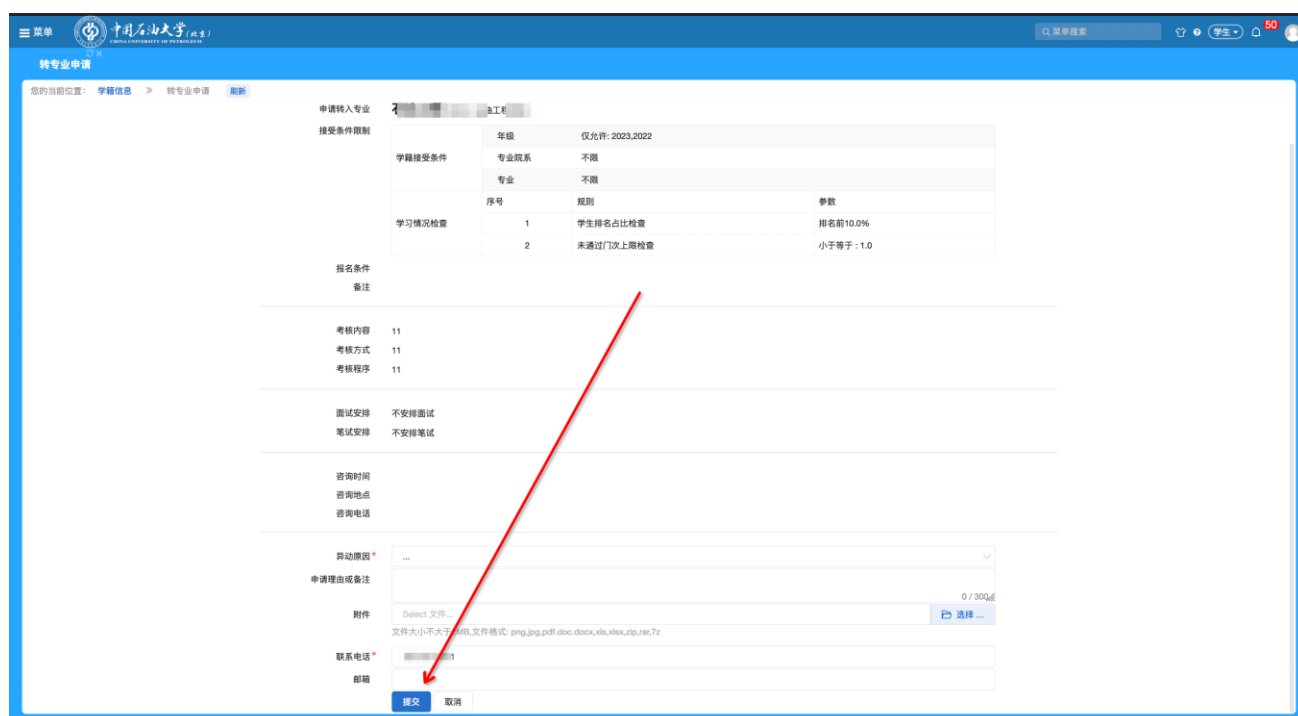 菜单 中国石油大学(北京) 菜单搜索 学生 50
CHINA UNIVERSITY OF PETROLEUM
转专业申请
您的当前位置: 学籍信息 » 转专业申请 刷新
申请转入专业
接受条件限制
年级 仅允许: 2023,2022
学籍接受条件 专业院系 不限
专业 不限
序号 规则 参数
学习情况检查 1 学生排名占比检查 排名前10.0%
2 未通过门次上限检查 小于等于 : 1.0
报名条件
备注
考核内容 11
考核方式 11
考核程序 11
面试安排 不安排面试
笔试安排 不安排笔试
咨询时间
咨询地点
咨询电话
异动原因* ...
申请理由或备注
0 / 300
附件 Select 文件... 选择 ...
文件大小不大于 MB,文件格式: png,jpg,pdf.doc.docx,xls,xlsx,zip,rar,7z
联系电话* 1
邮箱
提交 取消